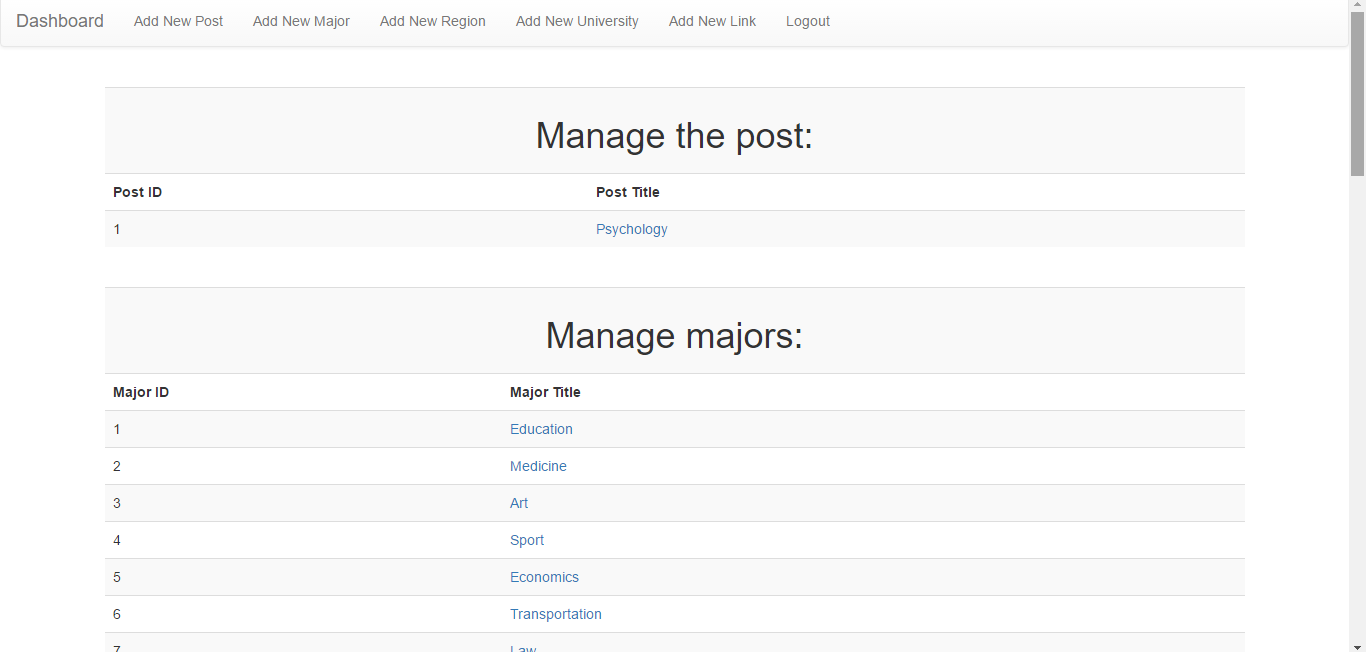 Dashboard Add New Post Add New Major Add New Region Add New University Add New Link Logout
Manage the post:
Post ID Post Title
1 Psychology
Manage majors:
Major ID Major Title
1 Education
2 Medicine
3 Art
4 Sport
5 Economics
6 Transportation
7 Law